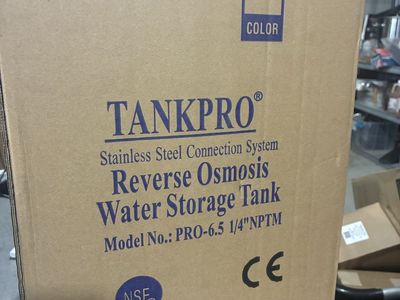 COLOR
TANKPRO®
Stainless Steel Connection System
Reverse Osmosis
Water Storage Tank
Model No.: PRO-6.5 1/4"NPTM
CE
NSF